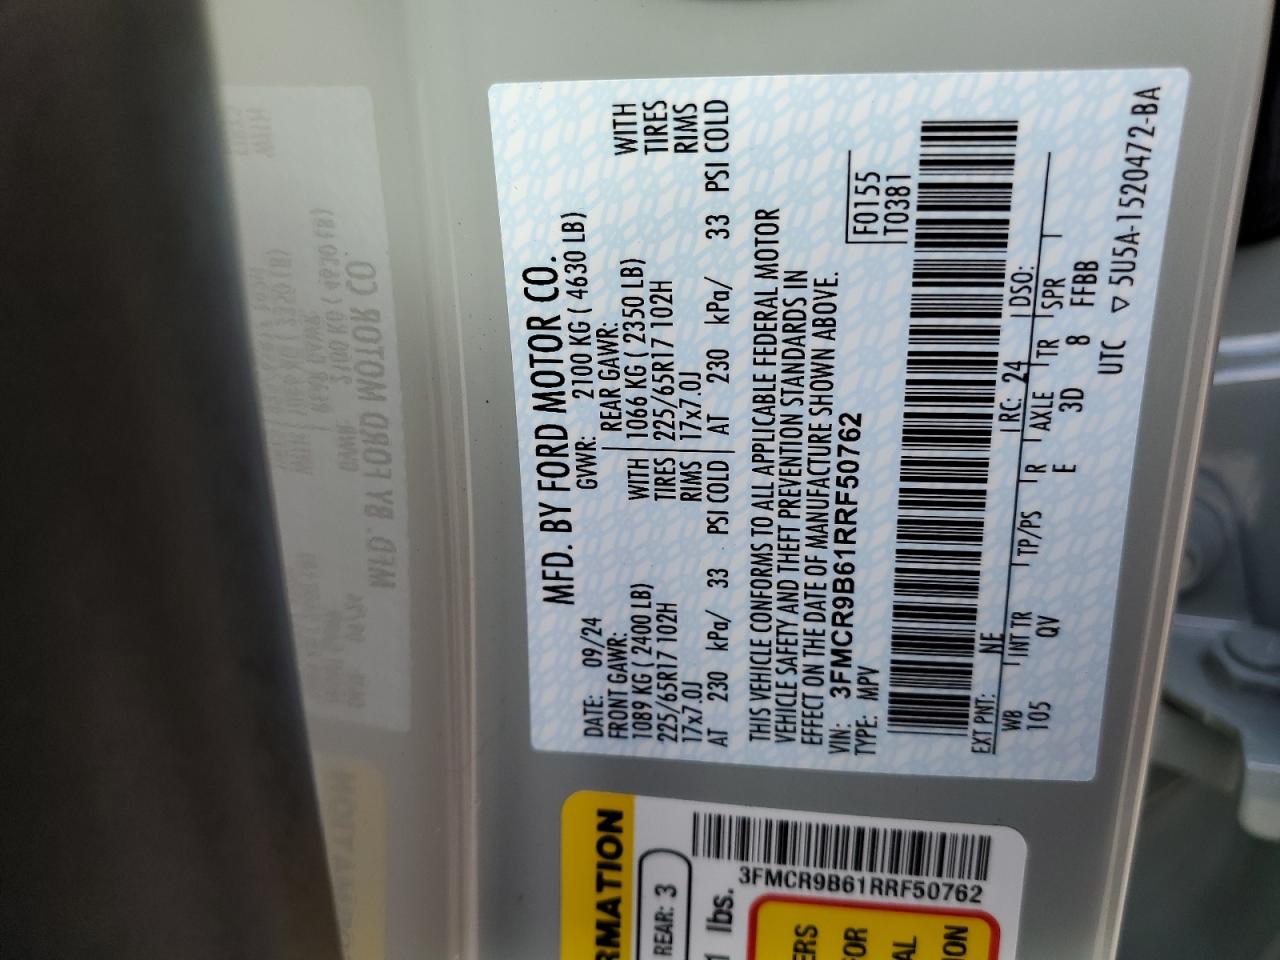 MFD. BY FORD MOTOR CO.
DATE: 09/24 GVWR: 2100 KG ( 4630 LB)
FRONT GAWR: REAR GAWR:
1089 KG ( 2400 LB) WITH 1066 KG ( 2350 LB) WITH
225/65R17 102H TIRES 225/65R17 102H TIRES
17x7.0J RIMS 17x7.0J RIMS
AT 230 kPa/ 33 PSI COLD AT 230 kPa/ 33 PSI COLD
THIS VEHICLE CONFORMS TO ALL APPLICABLE FEDERAL MOTOR
VEHICLE SAFETY AND THEFT PREVENTION STANDARDS IN
EFFECT ON THE DATE OF MANUFACTURE SHOWN ABOVE.
VIN: 3FMCR9B61RRF50762
TYPE: MPV
F0155
T0381
EXT PNT: NE RC: 24 DSO:
WB INT TR TP/PS R AXLE TR SPR
105 QV E 3D 8 FFBB
UTC ▽ 5U5A-1520472-BA
RMATION
REAR: 3
lbs.
3FMCR9B61RRF50762
ERS
FOR
AL
ION